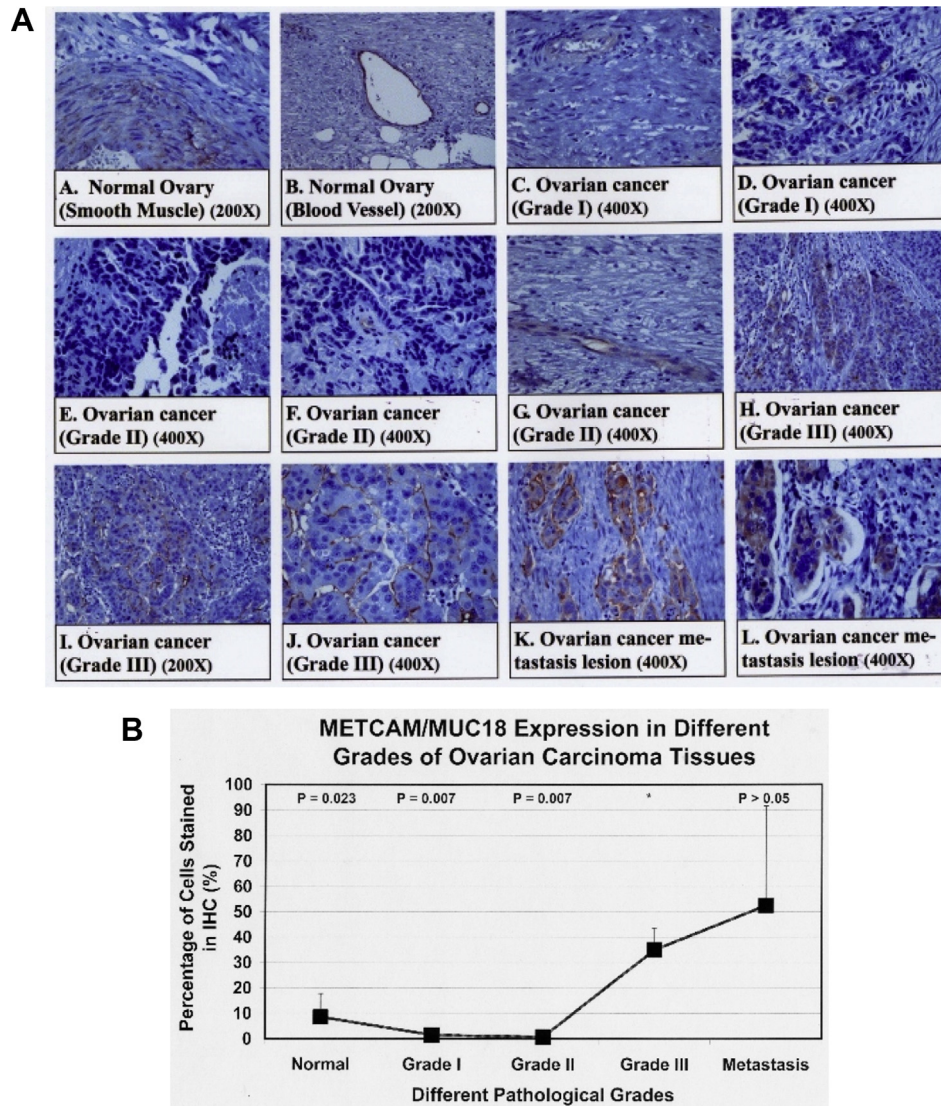 A
A. Normal Ovary
(Smooth Muscle) (200X)
B. Normal Ovary
(Blood Vessel) (200X)
C. Ovarian cancer
(Grade I) (400X)
D. Ovarian cancer
(Grade I) (400X)
E. Ovarian cancer
(Grade II) (400X)
F. Ovarian cancer
(Grade II) (400X)
G. Ovarian cancer
(Grade II) (400X)
H. Ovarian cancer
(Grade III) (400X)
I. Ovarian cancer
(Grade III) (200X)
J. Ovarian cancer
(Grade III) (400X)
K. Ovarian cancer me-
tastasis lesion (400X)
L. Ovarian cancer me-
tastasis lesion (400X)
B
METCAM/MUC18 Expression in Different
Grades of Ovarian Carcinoma Tissues
Percentage of Cells Stained
in IHC (%)
100
90
80
70
60
50
40
30
20
10
0
P = 0.023
P = 0.007
P = 0.007
*
P > 0.05
Normal
Grade I
Grade II
Grade III
Metastasis
Different Pathological Grades